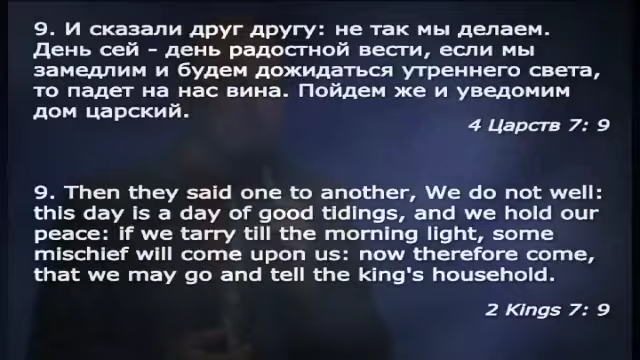 9. И сказали друг другу: не так мы делаем.
День сей - день радостной вести, если мы
замедлим и будем дожидаться утреннего света,
то падет на нас вина. Пойдем же и уведомим
дом царский.
4 Царств 7: 9
9. Then they said one to another, We do not well:
this day is a day of good tidings, and we hold our
peace: if we tarry till the morning light, some
mischief will come upon us: now therefore come,
that we may go and tell the king's household.
2 Kings 7: 9